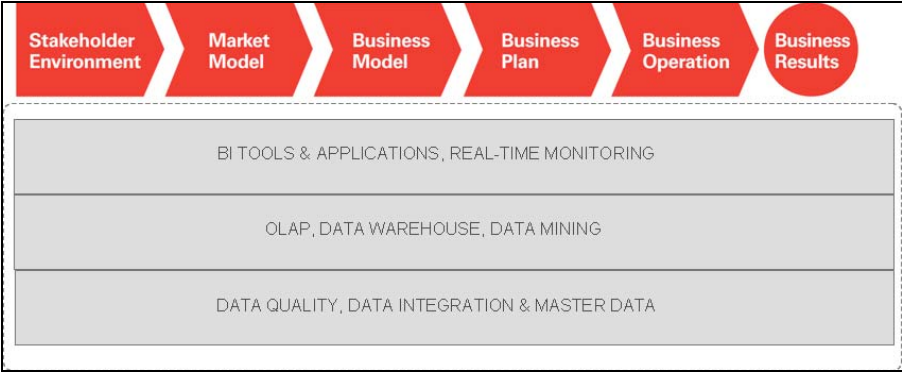 Stakeholder
Environment
Market
Model
Business
Model
Business
Plan
Business
Operation
Business
Results
BI TOOLS & APPLICATIONS, REAL-TIME MONITORING
OLAP, DATA WAREHOUSE, DATA MINING
DATA QUALITY, DATA INTEGRATION & MASTER DATA